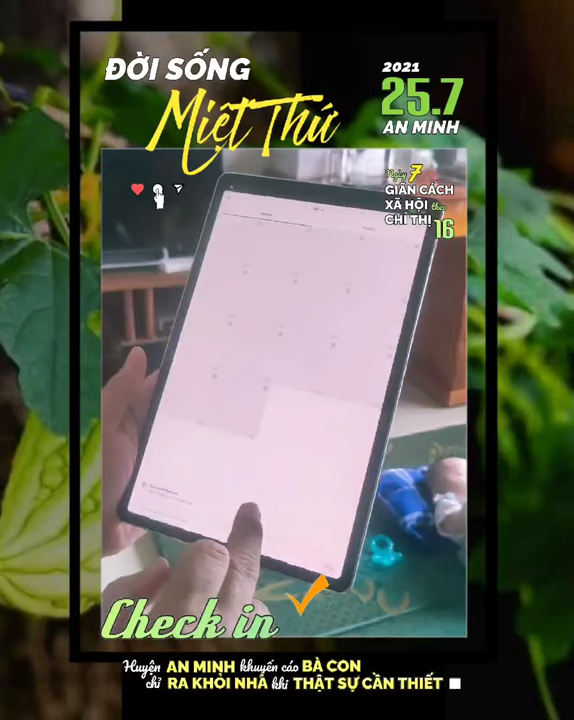 ĐỜI SỐNG
Miệt Thứ
2021
25.7
AN MINH
Ngày 7
GIÃN CÁCH
XÃ HỘI theo
CHỈ THỊ 16
Check in
Huyện AN MINH khuyến cáo BÀ CON
chỉ RA KHỎI NHÀ khi THẬT SỰ CẦN THIẾT